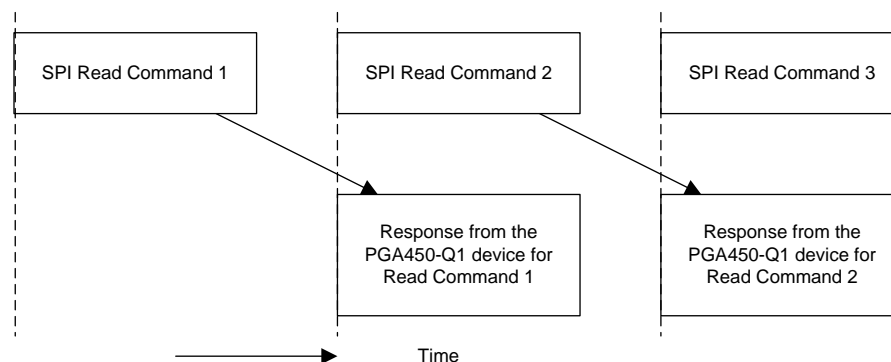 SPI Read Command 1
SPI Read Command 2
SPI Read Command 3
Response from the
PGA450-Q1 device for
Read Command 1
Response from the
PGA450-Q1 device for
Read Command 2
Time